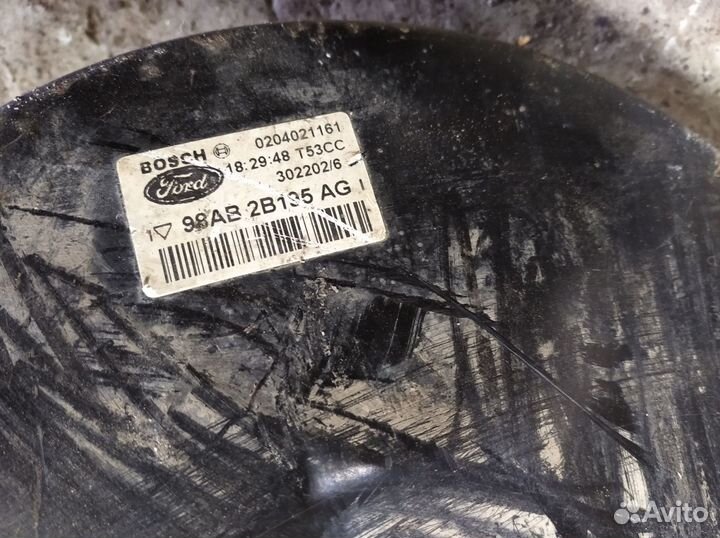 BOSCH 0204021161
18:29:48 T53CC
Ford 302202/6
98AB 2B195 AG I
Avito